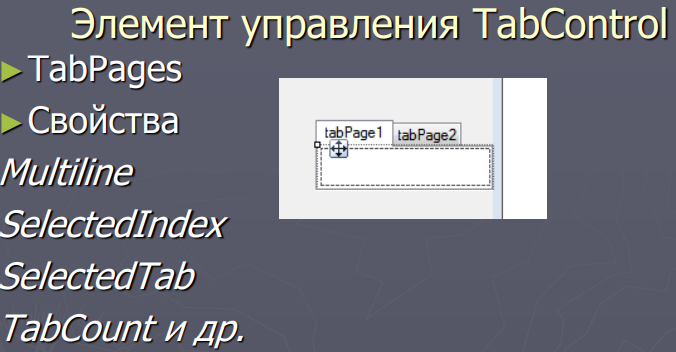 Элемент управления TabControl
TabPages
Свойства
tabPage1 tabPage2
Multiline
SelectedIndex
SelectedTab
TabCount и др.